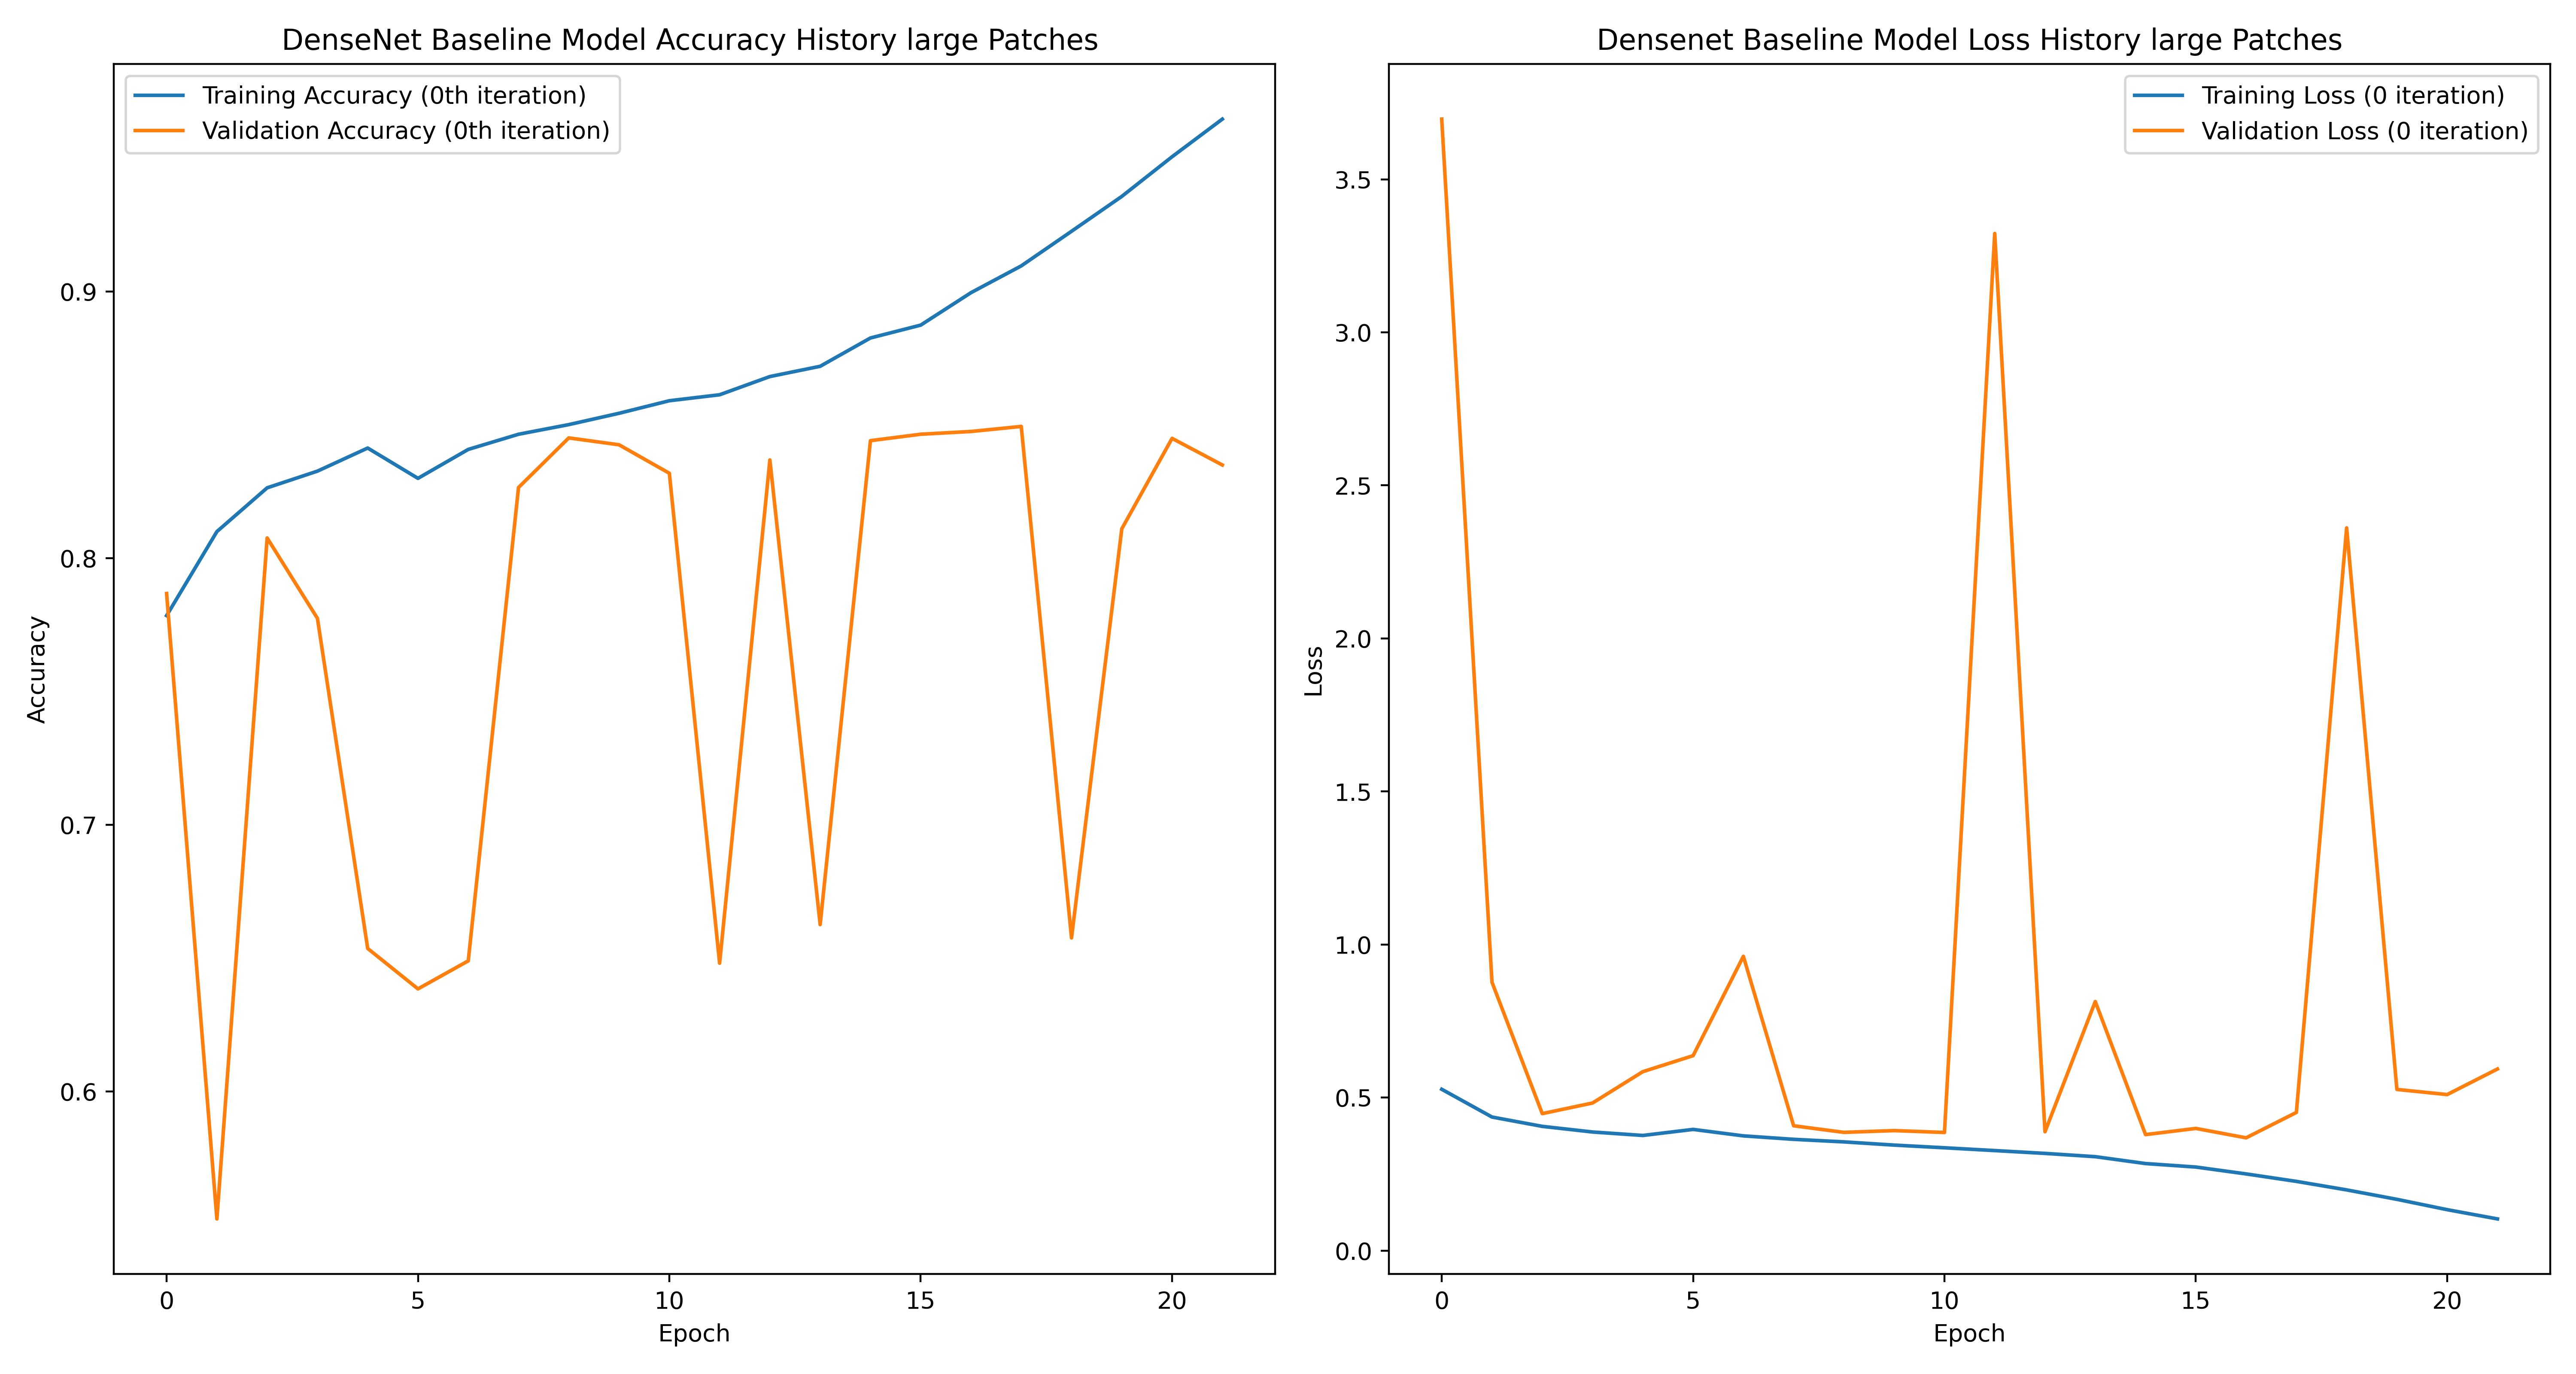 DenseNet Baseline Model Accuracy History large Patches
Training Accuracy (0th iteration)
Validation Accuracy (0th iteration)
0.9
0.8
0.7
0.6
Accuracy
0
5
10
15
20
Epoch
Densenet Baseline Model Loss History large Patches
Training Loss (0 iteration)
Validation Loss (0 iteration)
3.5
3.0
2.5
2.0
1.5
1.0
0.5
0.0
Loss
0
5
10
15
20
Epoch